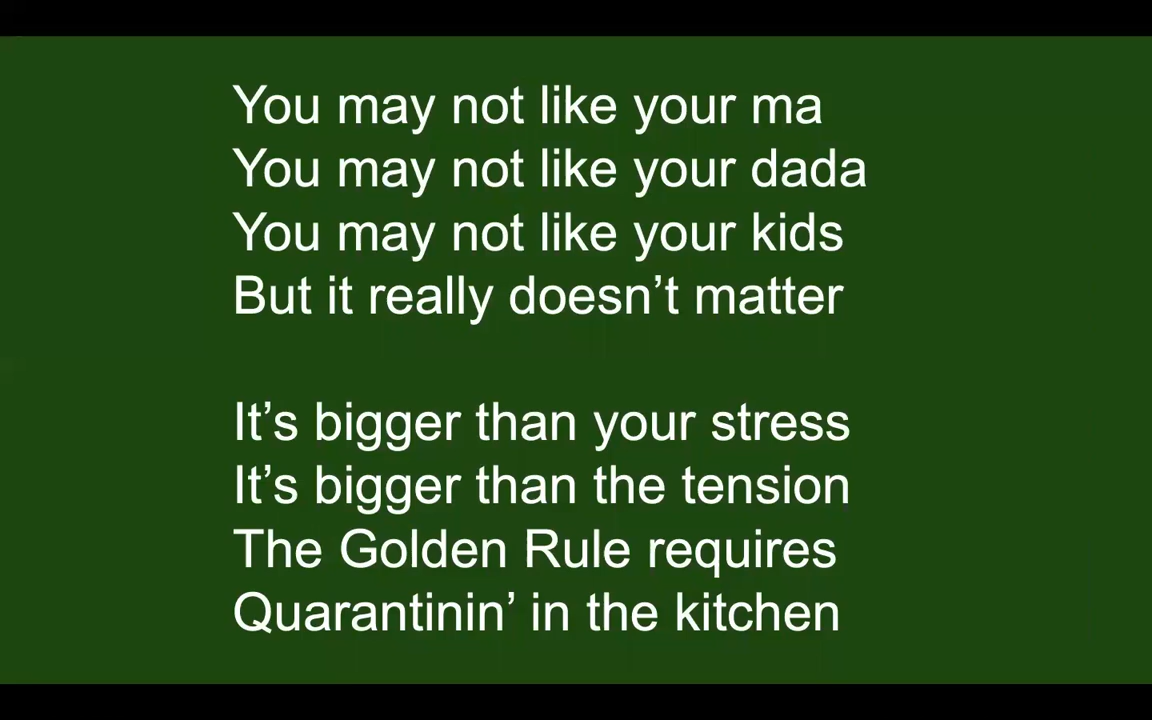 You may not like your ma
You may not like your dada
You may not like your kids
But it really doesn’t matter
It’s bigger than your stress
It’s bigger than the tension
The Golden Rule requires
Quarantinin’ in the kitchen